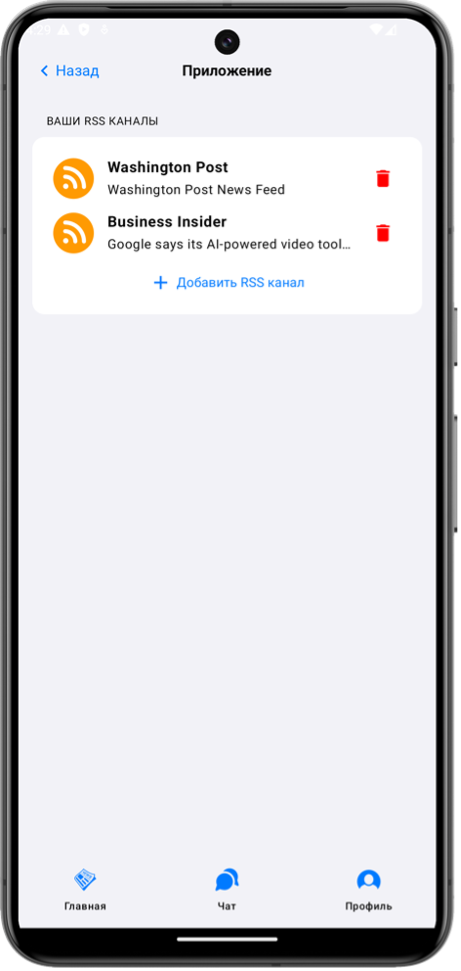 Назад
Приложение
ВАШИ RSS КАНАЛЫ
Washington Post
Washington Post News Feed
Business Insider
Google says its AI-powered video tool…
Добавить RSS канал
Главная
Чат
Профиль